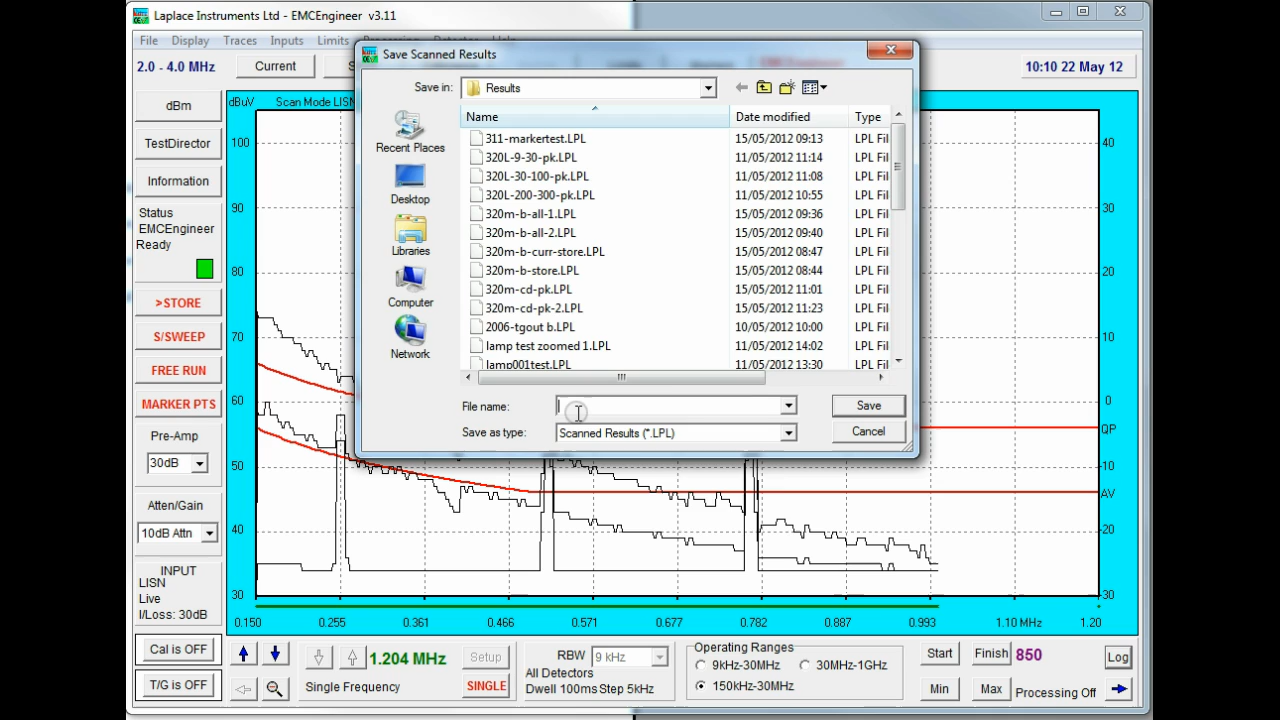 Laplace Instruments Ltd - EMCEngineer v3.11
File Display Traces Inputs Limits
2.0 - 4.0 MHz
Current
10:10 22 May 12
dBm
TestDirector
Information
Status
EMCEngineer
Ready
>STORE
S/SWEEP
FREE RUN
MARKER PTS
Pre-Amp
30dB
Atten/Gain
10dB Attn
INPUT
LISN
Live
I/Loss: 30dB
Cal is OFF
T/G is OFF
dBuV Scan Mode LISN
100
90
80
70
60
50
40
30
40
30
20
10
0
QP
-10
AV
-20
-30
0.150 0.255 0.361 0.466 0.571 0.677 0.782 0.887 0.993 1.10 MHz 1.20
Save Scanned Results
Save in: Results
Recent Places
Desktop
Libraries
Computer
Network
Name Date modified Type
311-markertest.LPL 15/05/2012 09:13 LPL Fil
320L-9-30-pk.LPL 11/05/2012 11:14 LPL Fil
320L-30-100-pk.LPL 11/05/2012 11:08 LPL Fil
320L-200-300-pk.LPL 11/05/2012 10:55 LPL Fil
320m-b-all-1.LPL 15/05/2012 09:36 LPL Fil
320m-b-all-2.LPL 15/05/2012 09:40 LPL Fil
320m-b-curr-store.LPL 15/05/2012 08:47 LPL Fil
320m-b-store.LPL 15/05/2012 08:44 LPL Fil
320m-cd-pk.LPL 15/05/2012 11:01 LPL Fil
320m-cd-pk-2.LPL 15/05/2012 11:23 LPL Fil
2006-tgout b.LPL 10/05/2012 10:00 LPL Fil
lamp test zoomed 1.LPL 11/05/2012 14:02 LPL Fil
lamp001test.LPL 11/05/2012 13:30 LPL Fil
File name:
Save
Save as type: Scanned Results (*.LPL)
Cancel
1.204 MHz
Setup
Single Frequency
SINGLE
RBW 9 kHz
All Detectors
Dwell 100ms Step 5kHz
Operating Ranges
9kHz-30MHz 30MHz-1GHz
150kHz-30MHz
Start Finish 850
Log
Min Max Processing Off